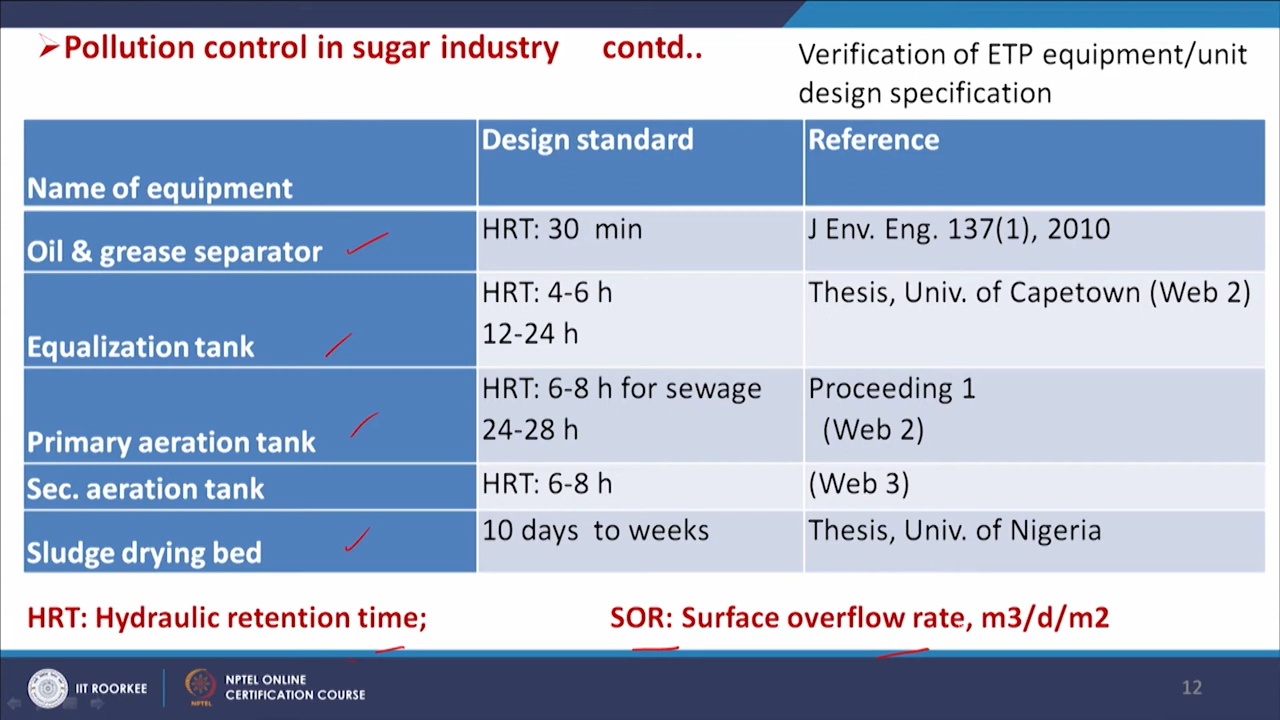 Pollution control in sugar industry contd..
Verification of ETP equipment/unit
design specification
Name of equipment
Design standard
Reference
Oil & grease separator
HRT: 30 min
J Env. Eng. 137(1), 2010
Equalization tank
HRT: 4-6 h
12-24 h
Thesis, Univ. of Capetown (Web 2)
Primary aeration tank
HRT: 6-8 h for sewage
24-28 h
Proceeding 1
(Web 2)
Sec. aeration tank
HRT: 6-8 h
(Web 3)
Sludge drying bed
10 days to weeks
Thesis, Univ. of Nigeria
HRT: Hydraulic retention time;
SOR: Surface overflow rate, m3/d/m2
IIT ROORKEE
NPTEL
NPTEL ONLINE
CERTIFICATION COURSE
12